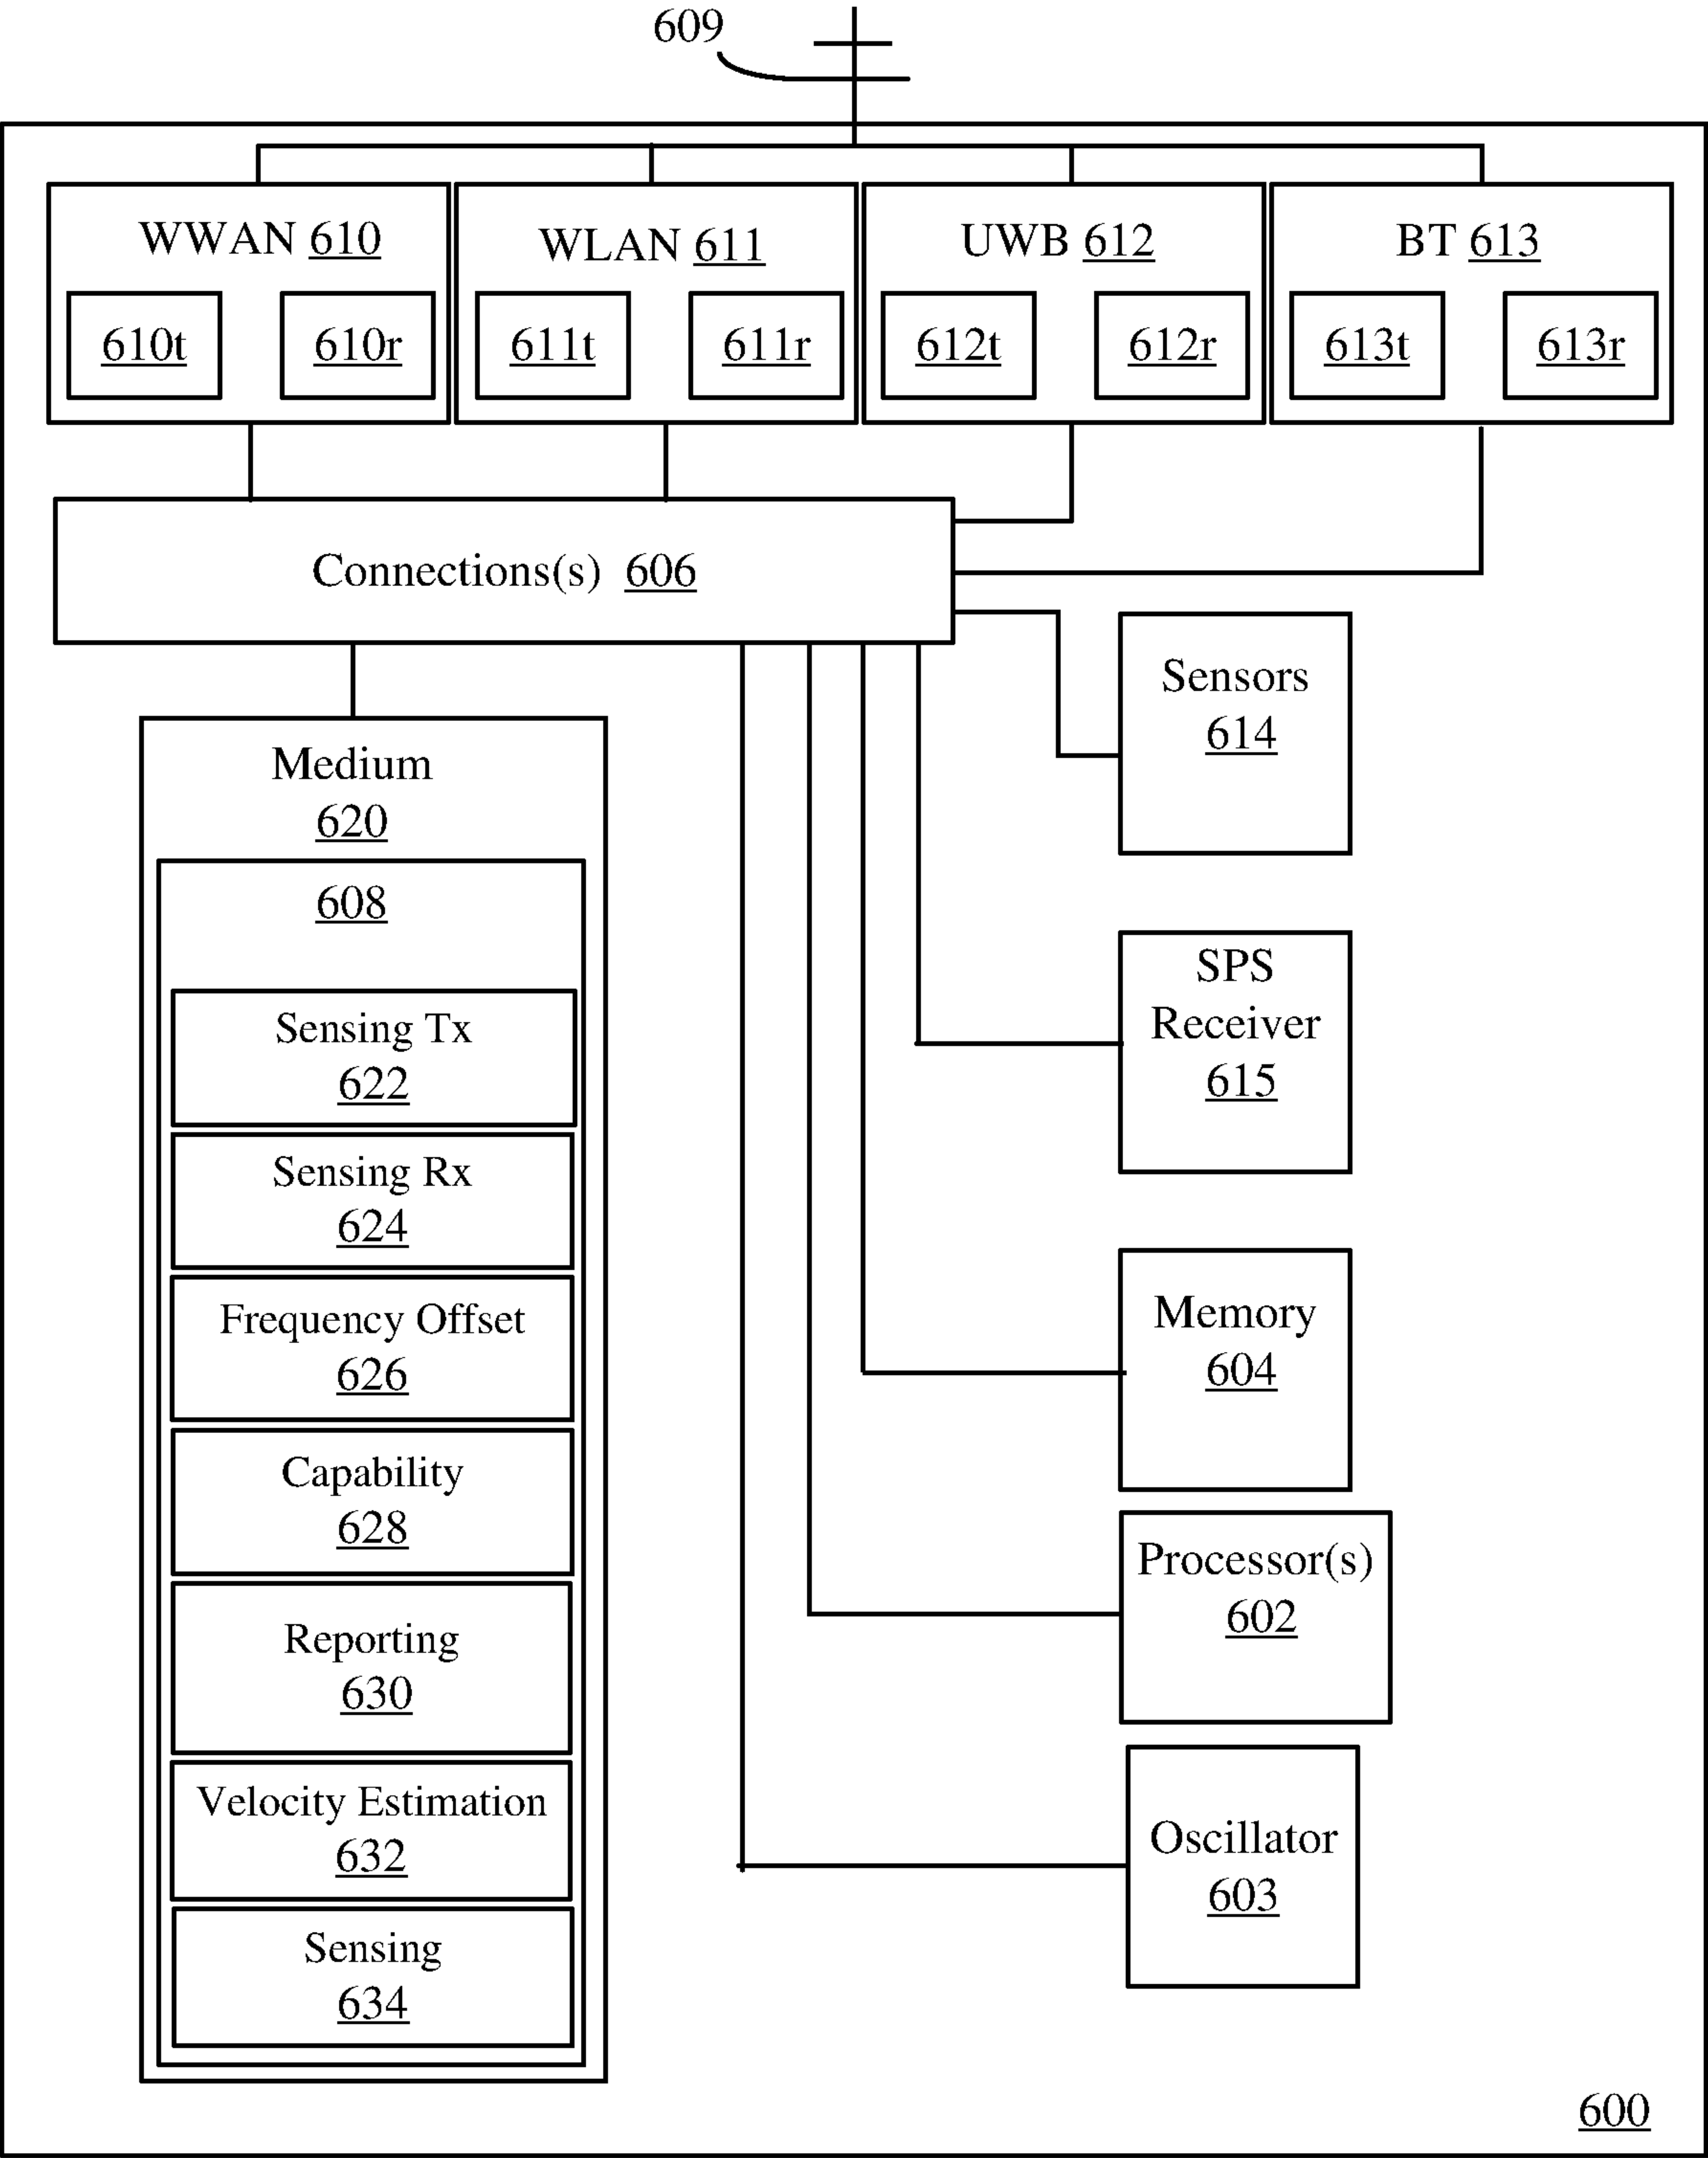 609
WWAN 610
610t
610r
WLAN 611
611t
611r
UWB 612
612t
612r
BT 613
613t
613r
Connections(s) 606
Medium
620
608
Sensing Tx
622
Sensing Rx
624
Frequency Offset
626
Capability
628
Reporting
630
Velocity Estimation
632
Sensing
634
Sensors
614
SPS
Receiver
615
Memory
604
Processor(s)
602
Oscillator
603
600